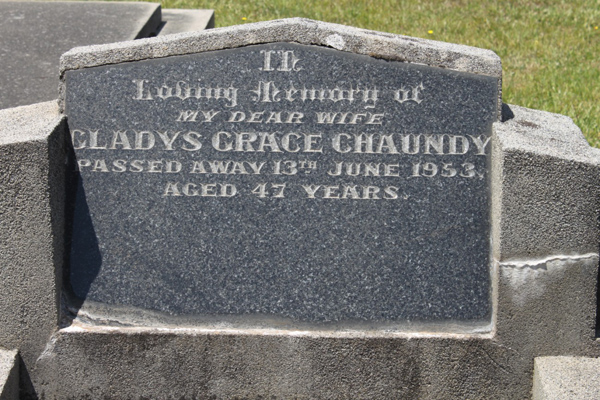 In
Loving Memory of
MY DEAR WIFE
GLADYS GRACE CHAUNDY
PASSED AWAY 13TH JUNE 1953,
AGED 47 YEARS.